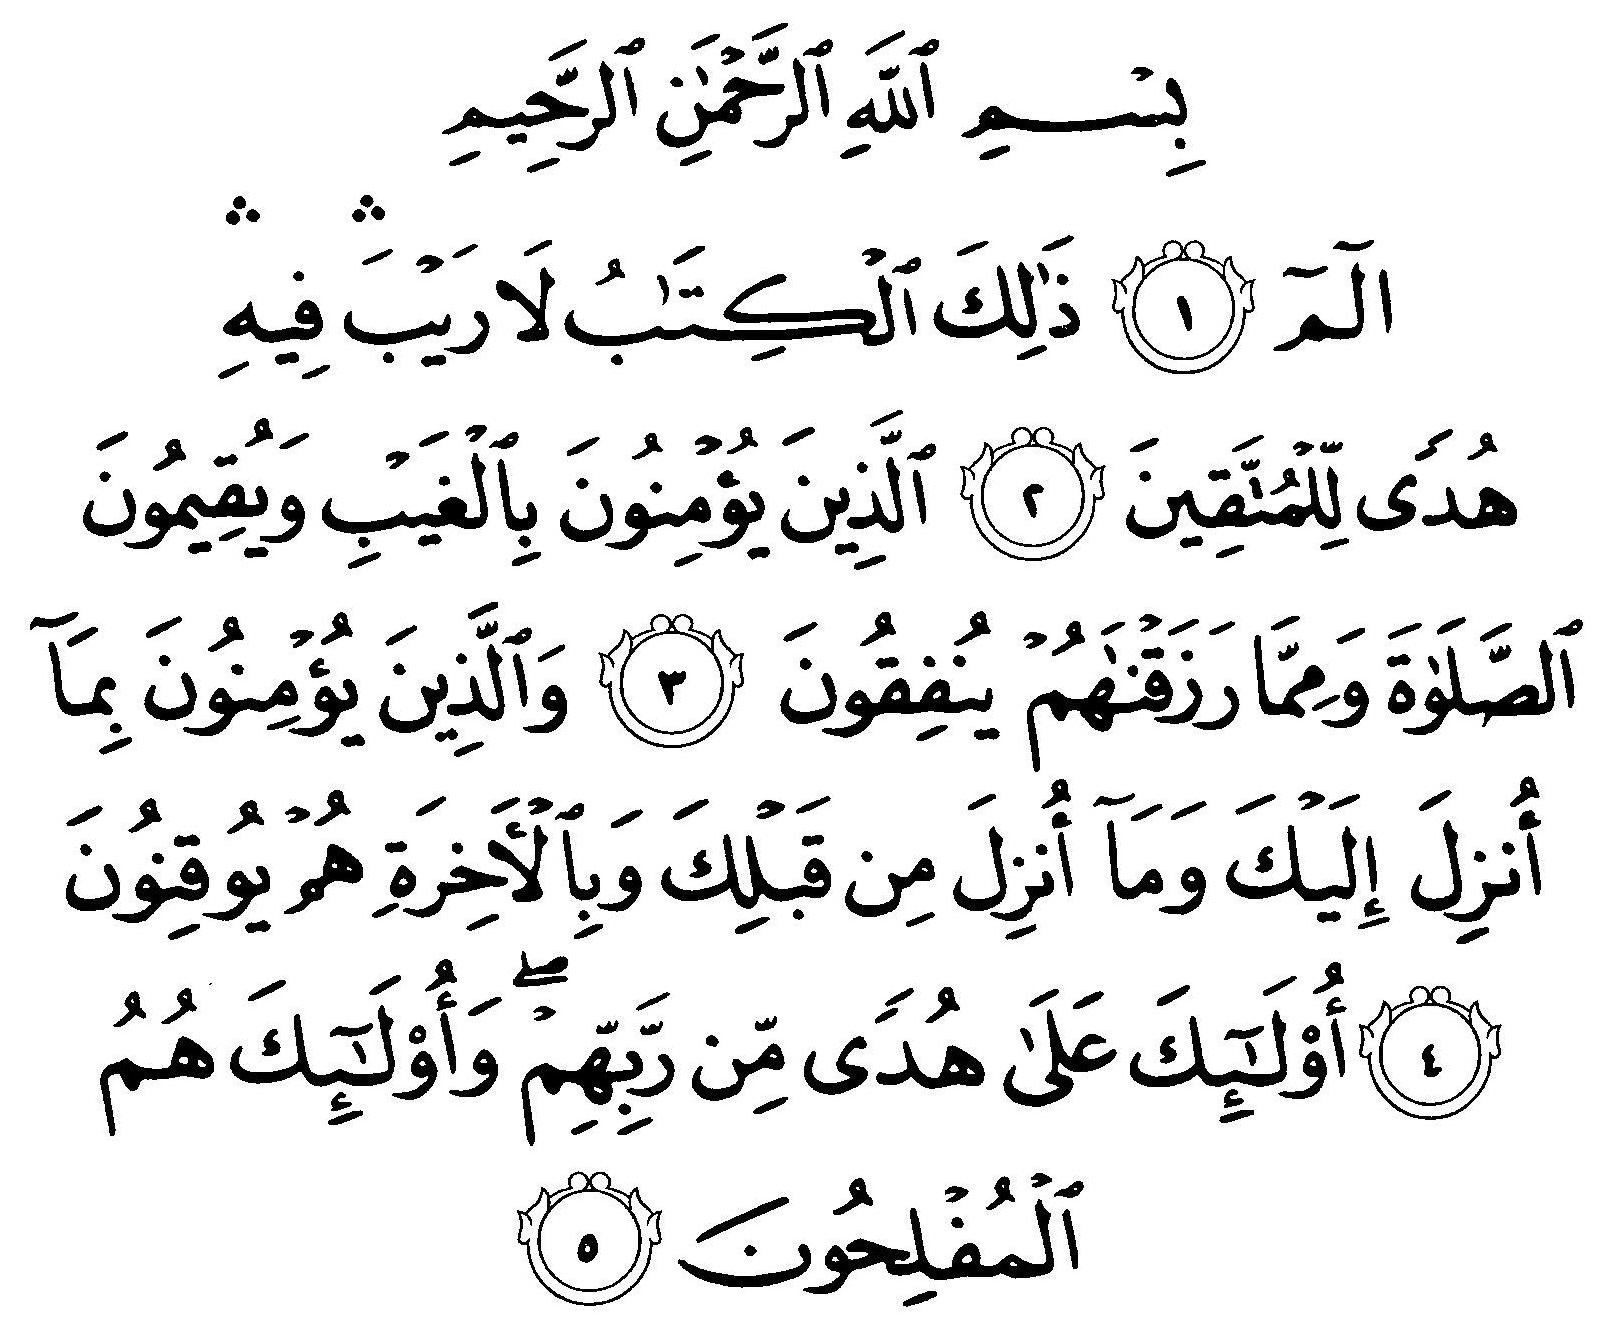 بِسْمِ ٱللَّهِ ٱلرَّحْمَٰنِ ٱلرَّحِيمِ
الٓمٓ ١ ذَٰلِكَ ٱلْكِتَٰبُ لَا رَيْبَ ۛ فِيهِ ۛ
هُدًى لِّلْمُتَّقِينَ ٢ ٱلَّذِينَ يُؤْمِنُونَ بِٱلْغَيْبِ وَيُقِيمُونَ
ٱلصَّلَوٰةَ وَمِمَّا رَزَقْنَٰهُمْ يُنفِقُونَ ٣ وَٱلَّذِينَ يُؤْمِنُونَ بِمَآ
أُنزِلَ إِلَيْكَ وَمَآ أُنزِلَ مِن قَبْلِكَ وَبِٱلْأَخِرَةِ هُمْ يُوقِنُونَ
٤ أُوْلَٰٓئِكَ عَلَىٰ هُدًى مِّن رَّبِّهِمْ ۖ وَأُوْلَٰٓئِكَ هُمُ
ٱلْمُفْلِحُونَ ٥